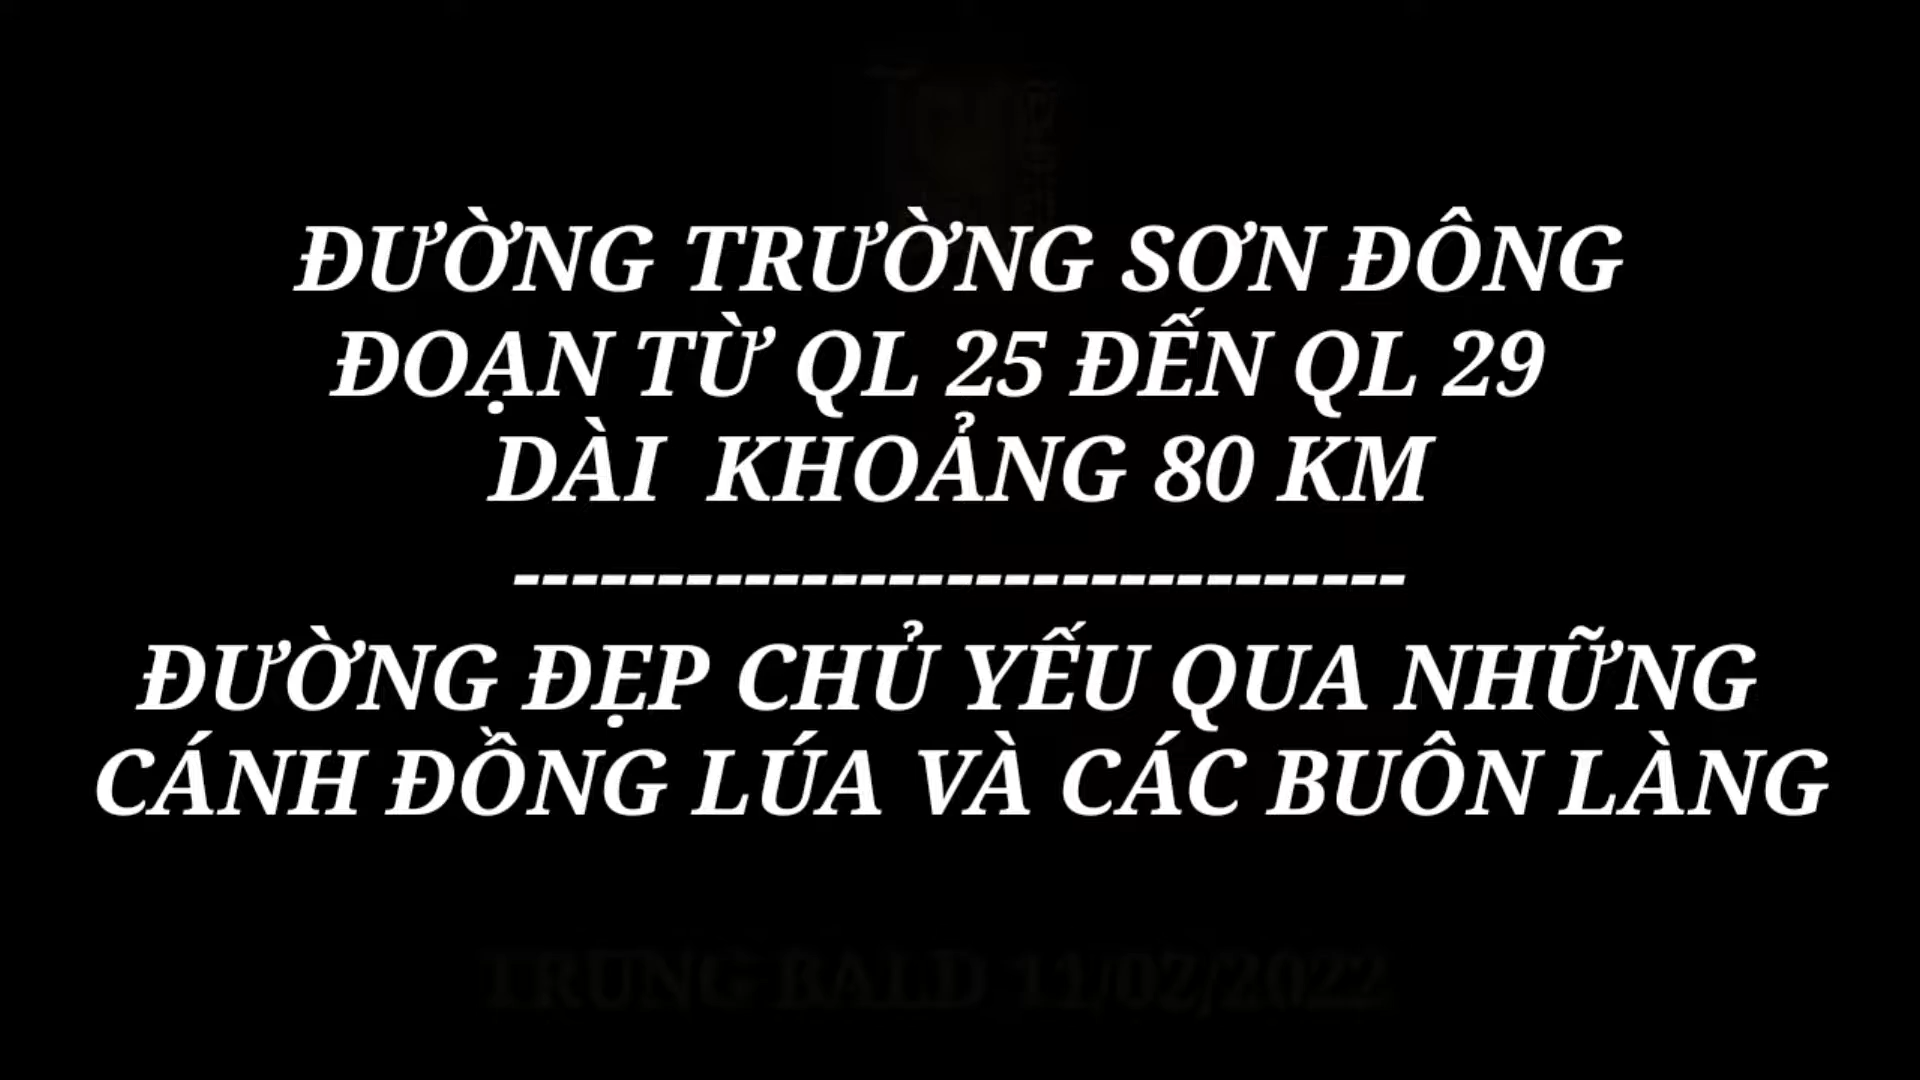 ĐƯỜNG TRƯỜNG SƠN ĐÔNG
ĐOẠN TỪ QL 25 ĐẾN QL 29
DÀI KHOẢNG 80 KM
-------------------------------
ĐƯỜNG ĐẸP CHỦ YẾU QUA NHỮNG
CÁNH ĐỒNG LÚA VÀ CÁC BUÔN LÀNG
TRUNG BALD 11/02/2022